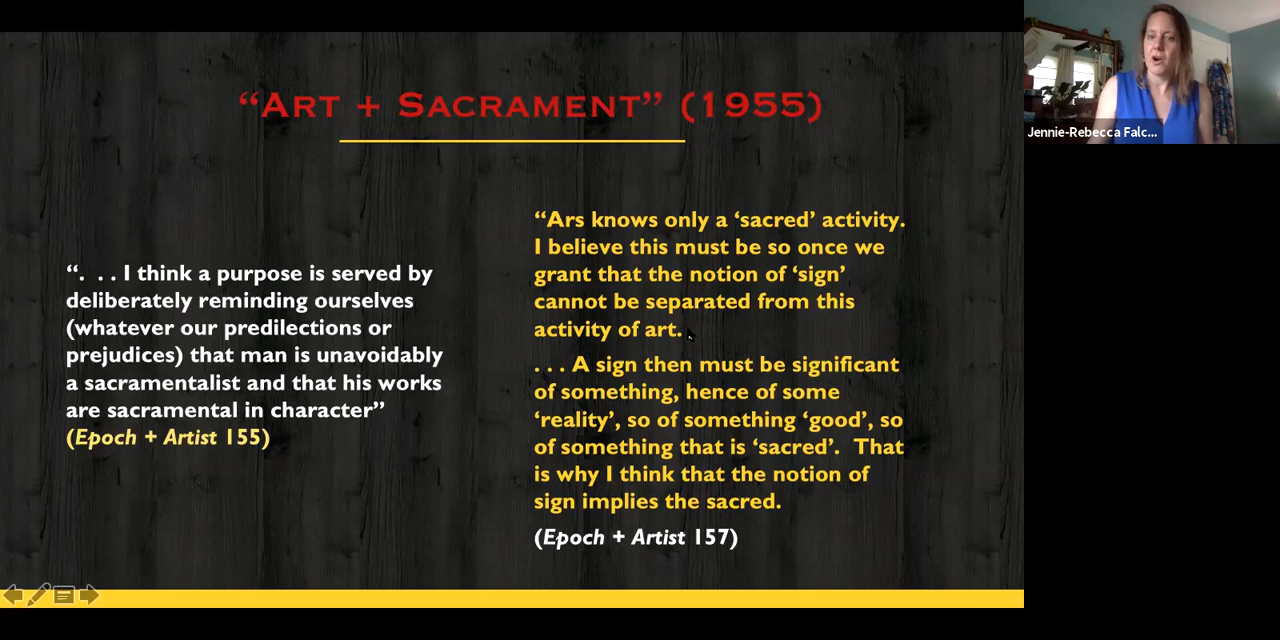 “Art + Sacrament” (1955)
“. . . I think a purpose is served by
deliberately reminding ourselves
(whatever our predilections or
prejudices) that man is unavoidably
a sacramentalist and that his works
are sacramental in character”
(Epoch + Artist 155)
“Ars knows only a ‘sacred’ activity.
I believe this must be so once we
grant that the notion of ‘sign’
cannot be separated from this
activity of art.
. . . A sign then must be significant
of something, hence of some
‘reality’, so of something ‘good’, so
of something that is ‘sacred’. That
is why I think that the notion of
sign implies the sacred.
(Epoch + Artist 157)
Jennie-Rebecca Falc...